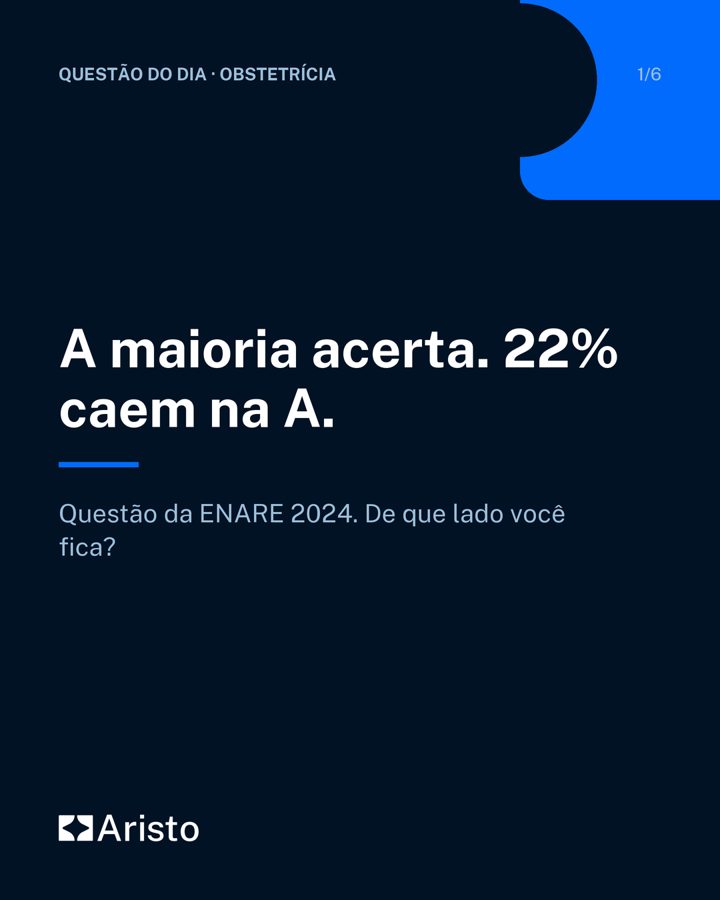 QUESTÃO DO DIA · OBSTETRÍCIA
1/6
A maioria acerta. 22%
caem na A.
Questão da ENARE 2024. De que lado você
fica?
Aristo